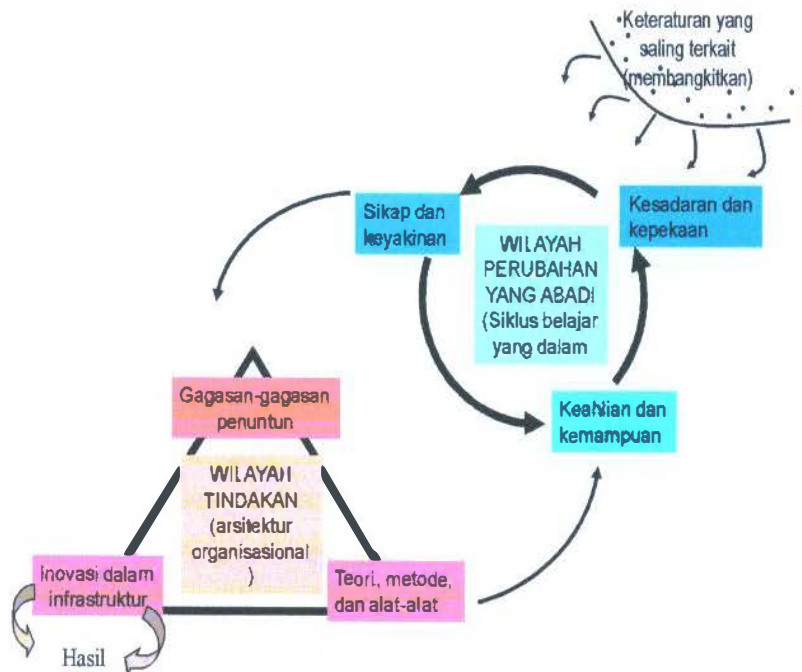 Keteraturan yang
saling terkait
(membangkitkan)
Sikap dan
keyakinan
Kesadaran dan
kepekaan
WILAYAH
PERUBAHAN
YANG ABADI
(Siklus belajar
yang dalam
Keahlian dan
kemampuan
Gagasan-gagasan
penuntun
WILAYAH
TINDAKAN
(arsitektur
organisasional
)
Inovasi dalam
infrastruktur
Teori, metode,
dan alat-alat
Hasil